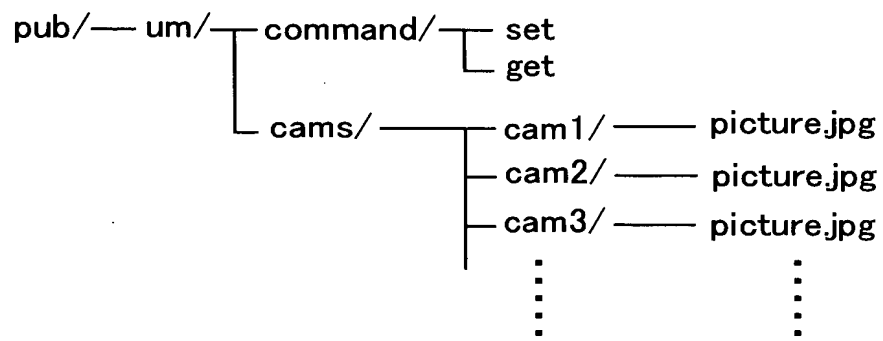 pub/ um/ command/ set
get
cams/ cam1/ picture.jpg
cam2/ picture.jpg
cam3/ picture.jpg